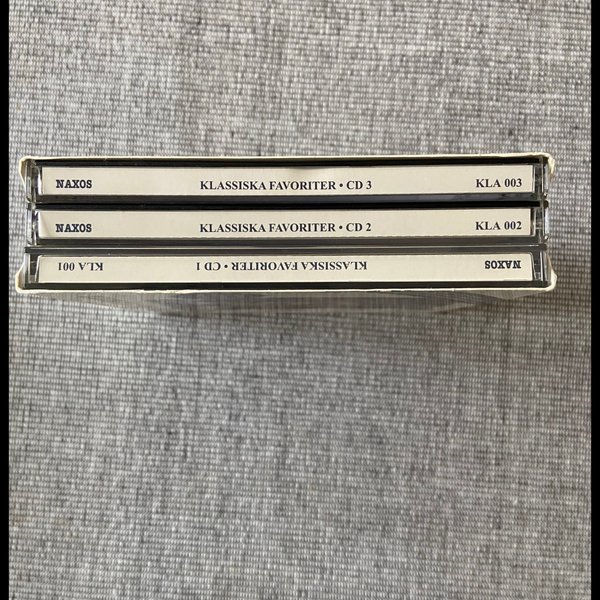 NAXOS KLASSISKA FAVORITER • CD 3 KLA 003
NAXOS KLASSISKA FAVORITER • CD 2 KLA 002
NAXOS KLASSISKA FAVORITER • CD 1 KLA 001